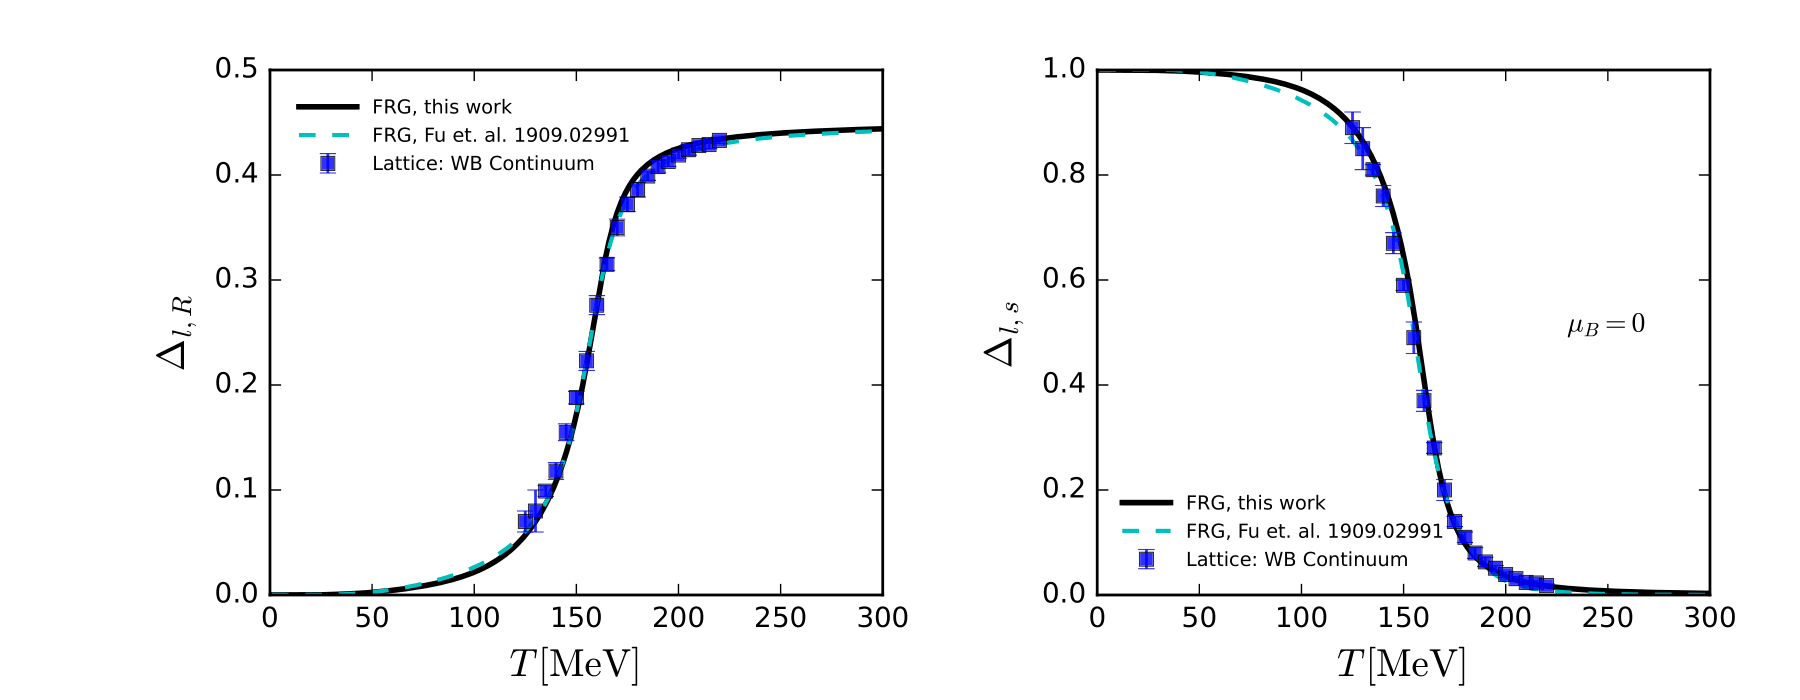 0.5
0.4
0.3
0.2
0.1
0.0
Δl,R
FRG, this work
FRG, Fu et. al. 1909.02991
Lattice: WB Continuum
0 50 100 150 200 250 300
T[MeV]
1.0
0.8
0.6
0.4
0.2
0.0
Δl,s
μB=0
FRG, this work
FRG, Fu et. al. 1909.02991
Lattice: WB Continuum
0 50 100 150 200 250 300
T[MeV]